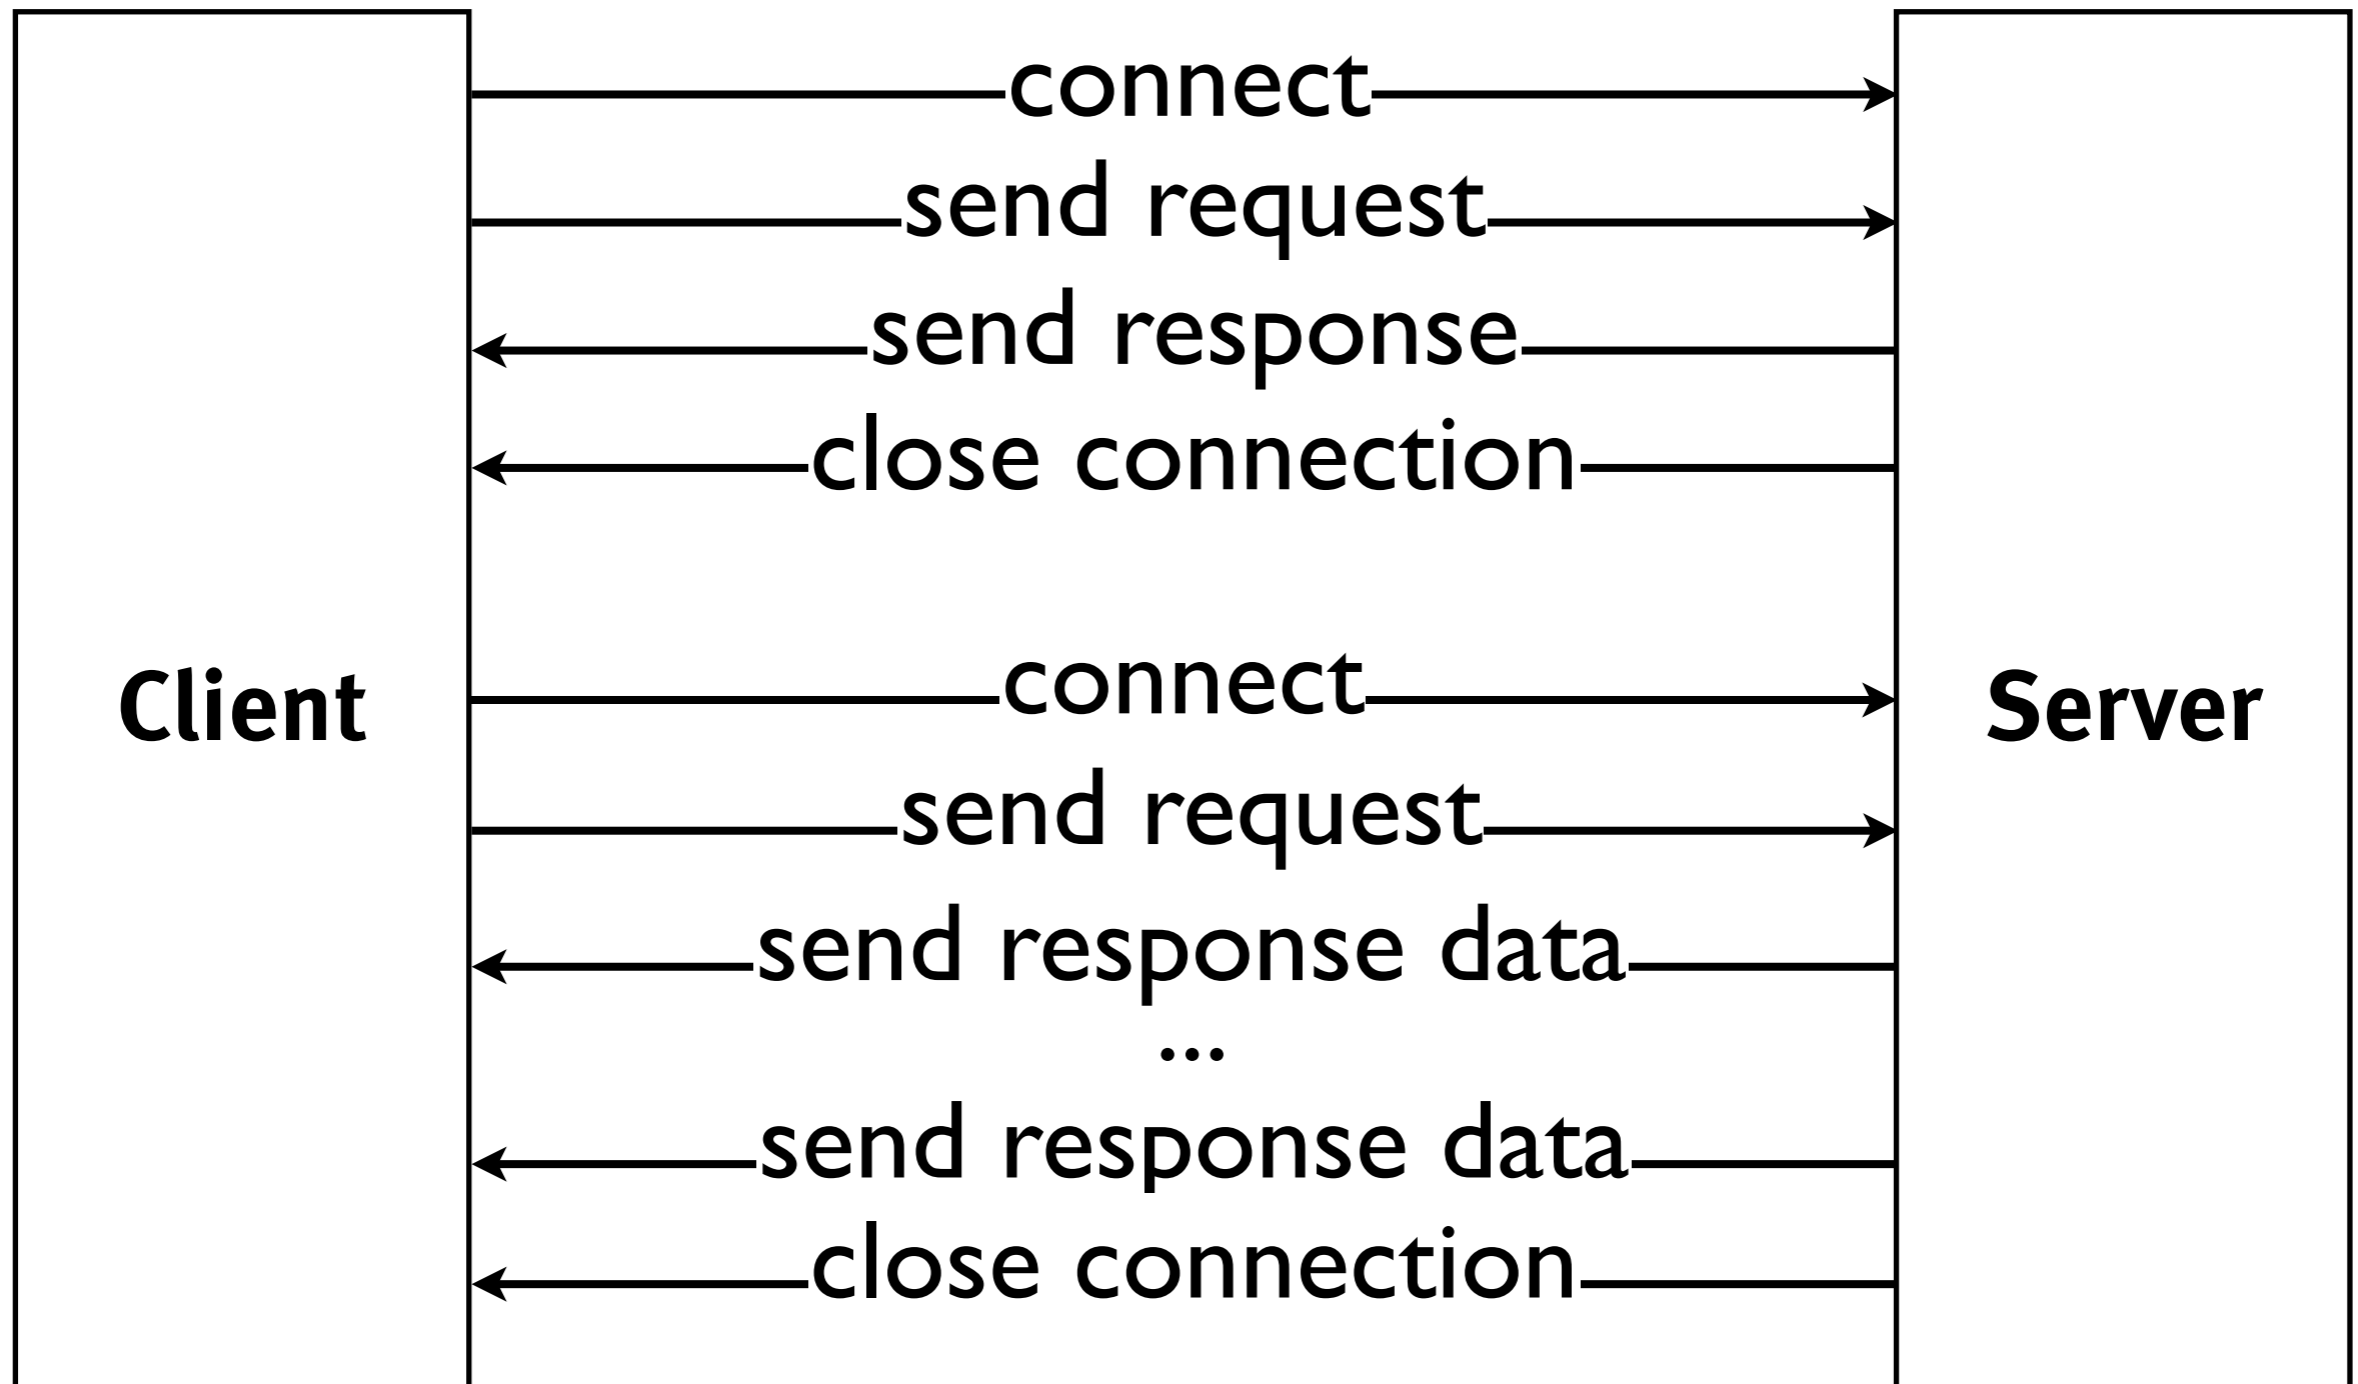 connect
send request
send response
close connection
connect
Client
Server
send request
send response data
...
send response data
close connection